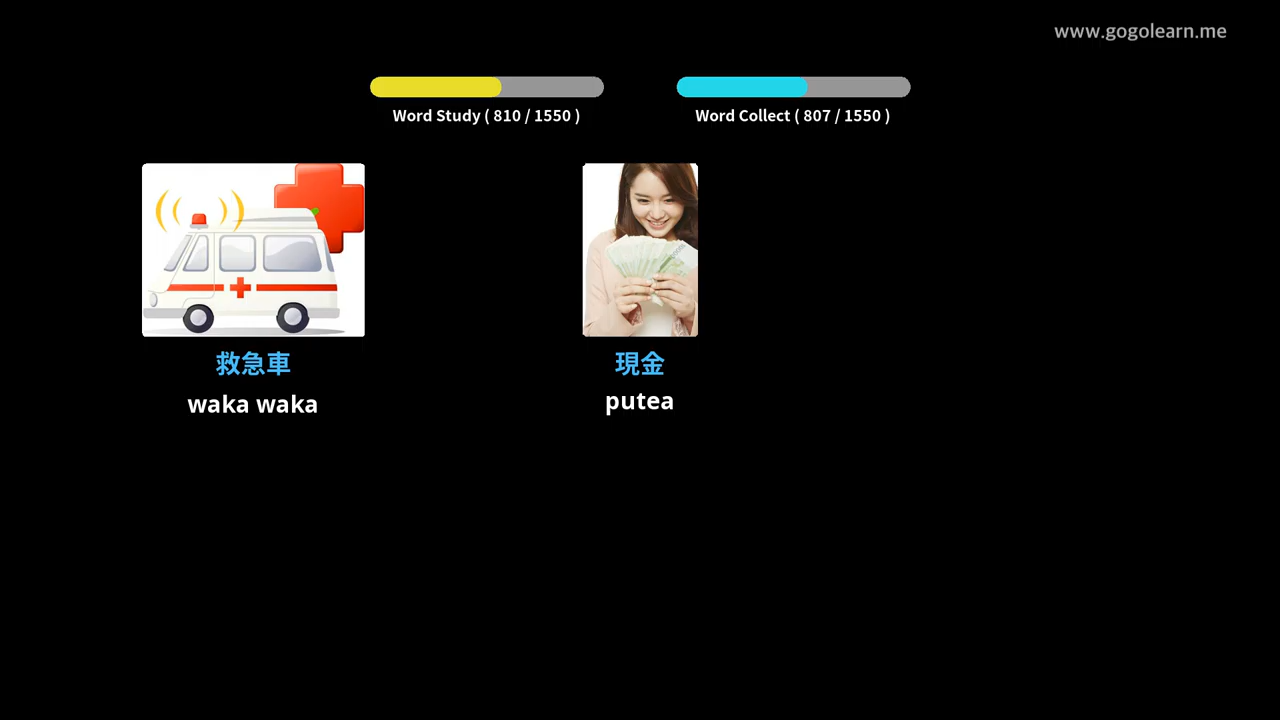 www.gogolearn.me
Word Study ( 810 / 1550 )
Word Collect ( 807 / 1550 )
救急車
waka waka
現金
putea